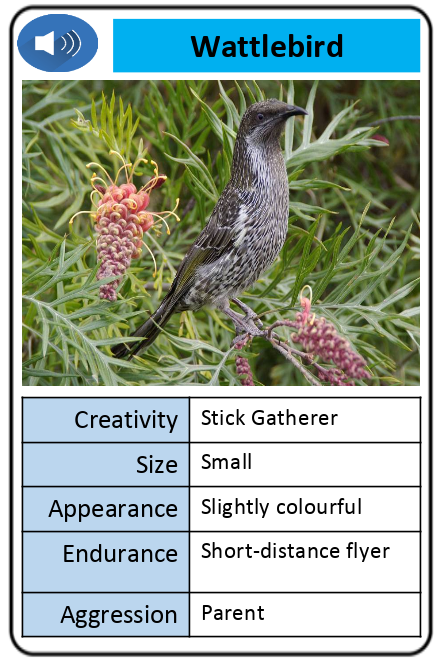 Wattlebird
Creativity Stick Gatherer
Size Small
Appearance Slightly colourful
Endurance Short-distance flyer
Aggression Parent